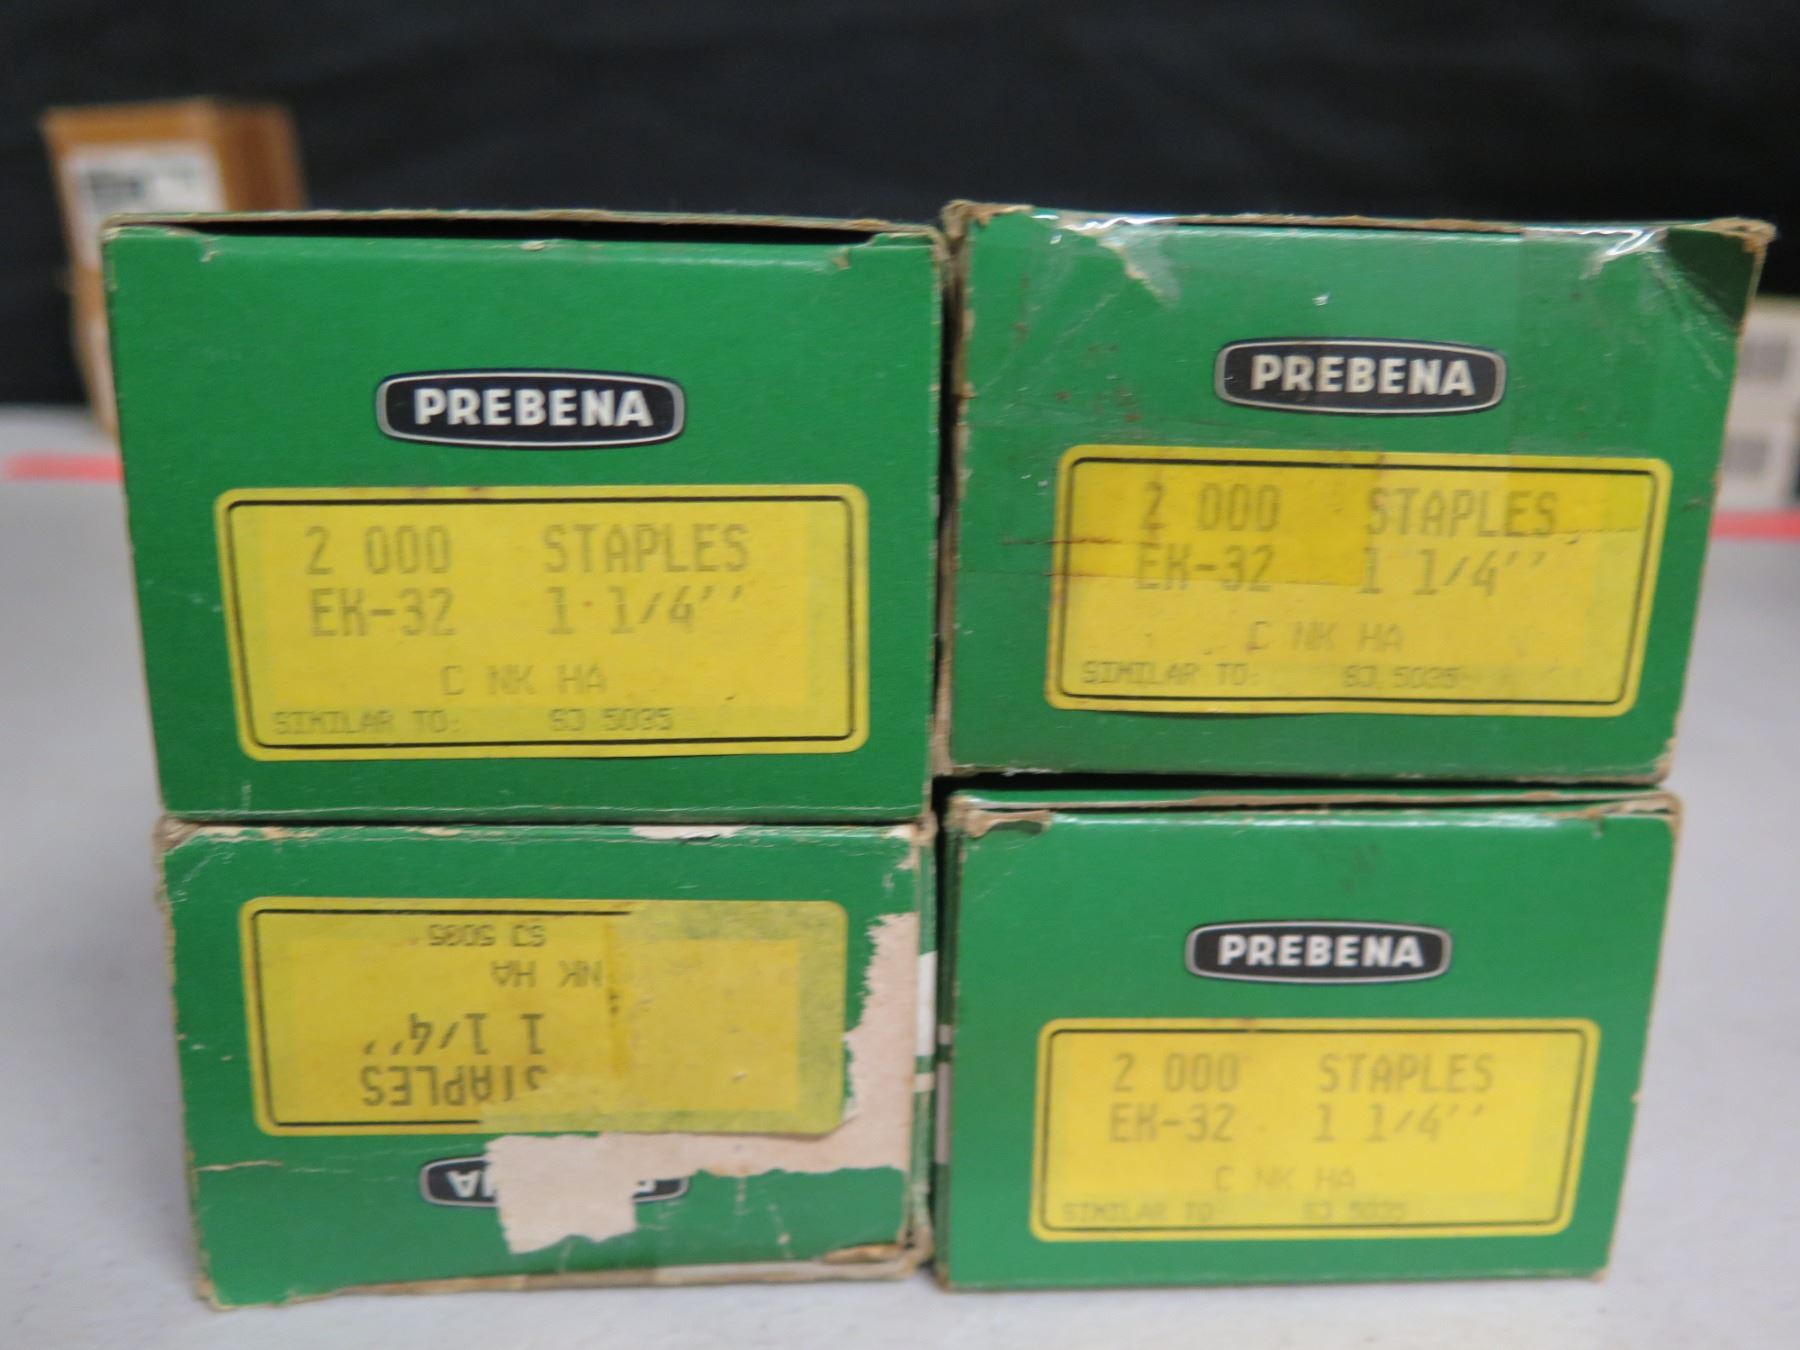 PREBENA
2 000 STAPLES
EK-32 1 1/4''
C NK HA
SIMILAR TO: SJ 5035
PREBENA
2 000 STAPLES
EK-32 1 1/4''
C NK HA
SIMILAR TO: SJ 5035
SJ 5035
NK HA
1 1/4''
STAPLES
PREBENA
2 000 STAPLES
EK-32 1 1/4''
C NK HA
SIMILAR TO SJ 5035